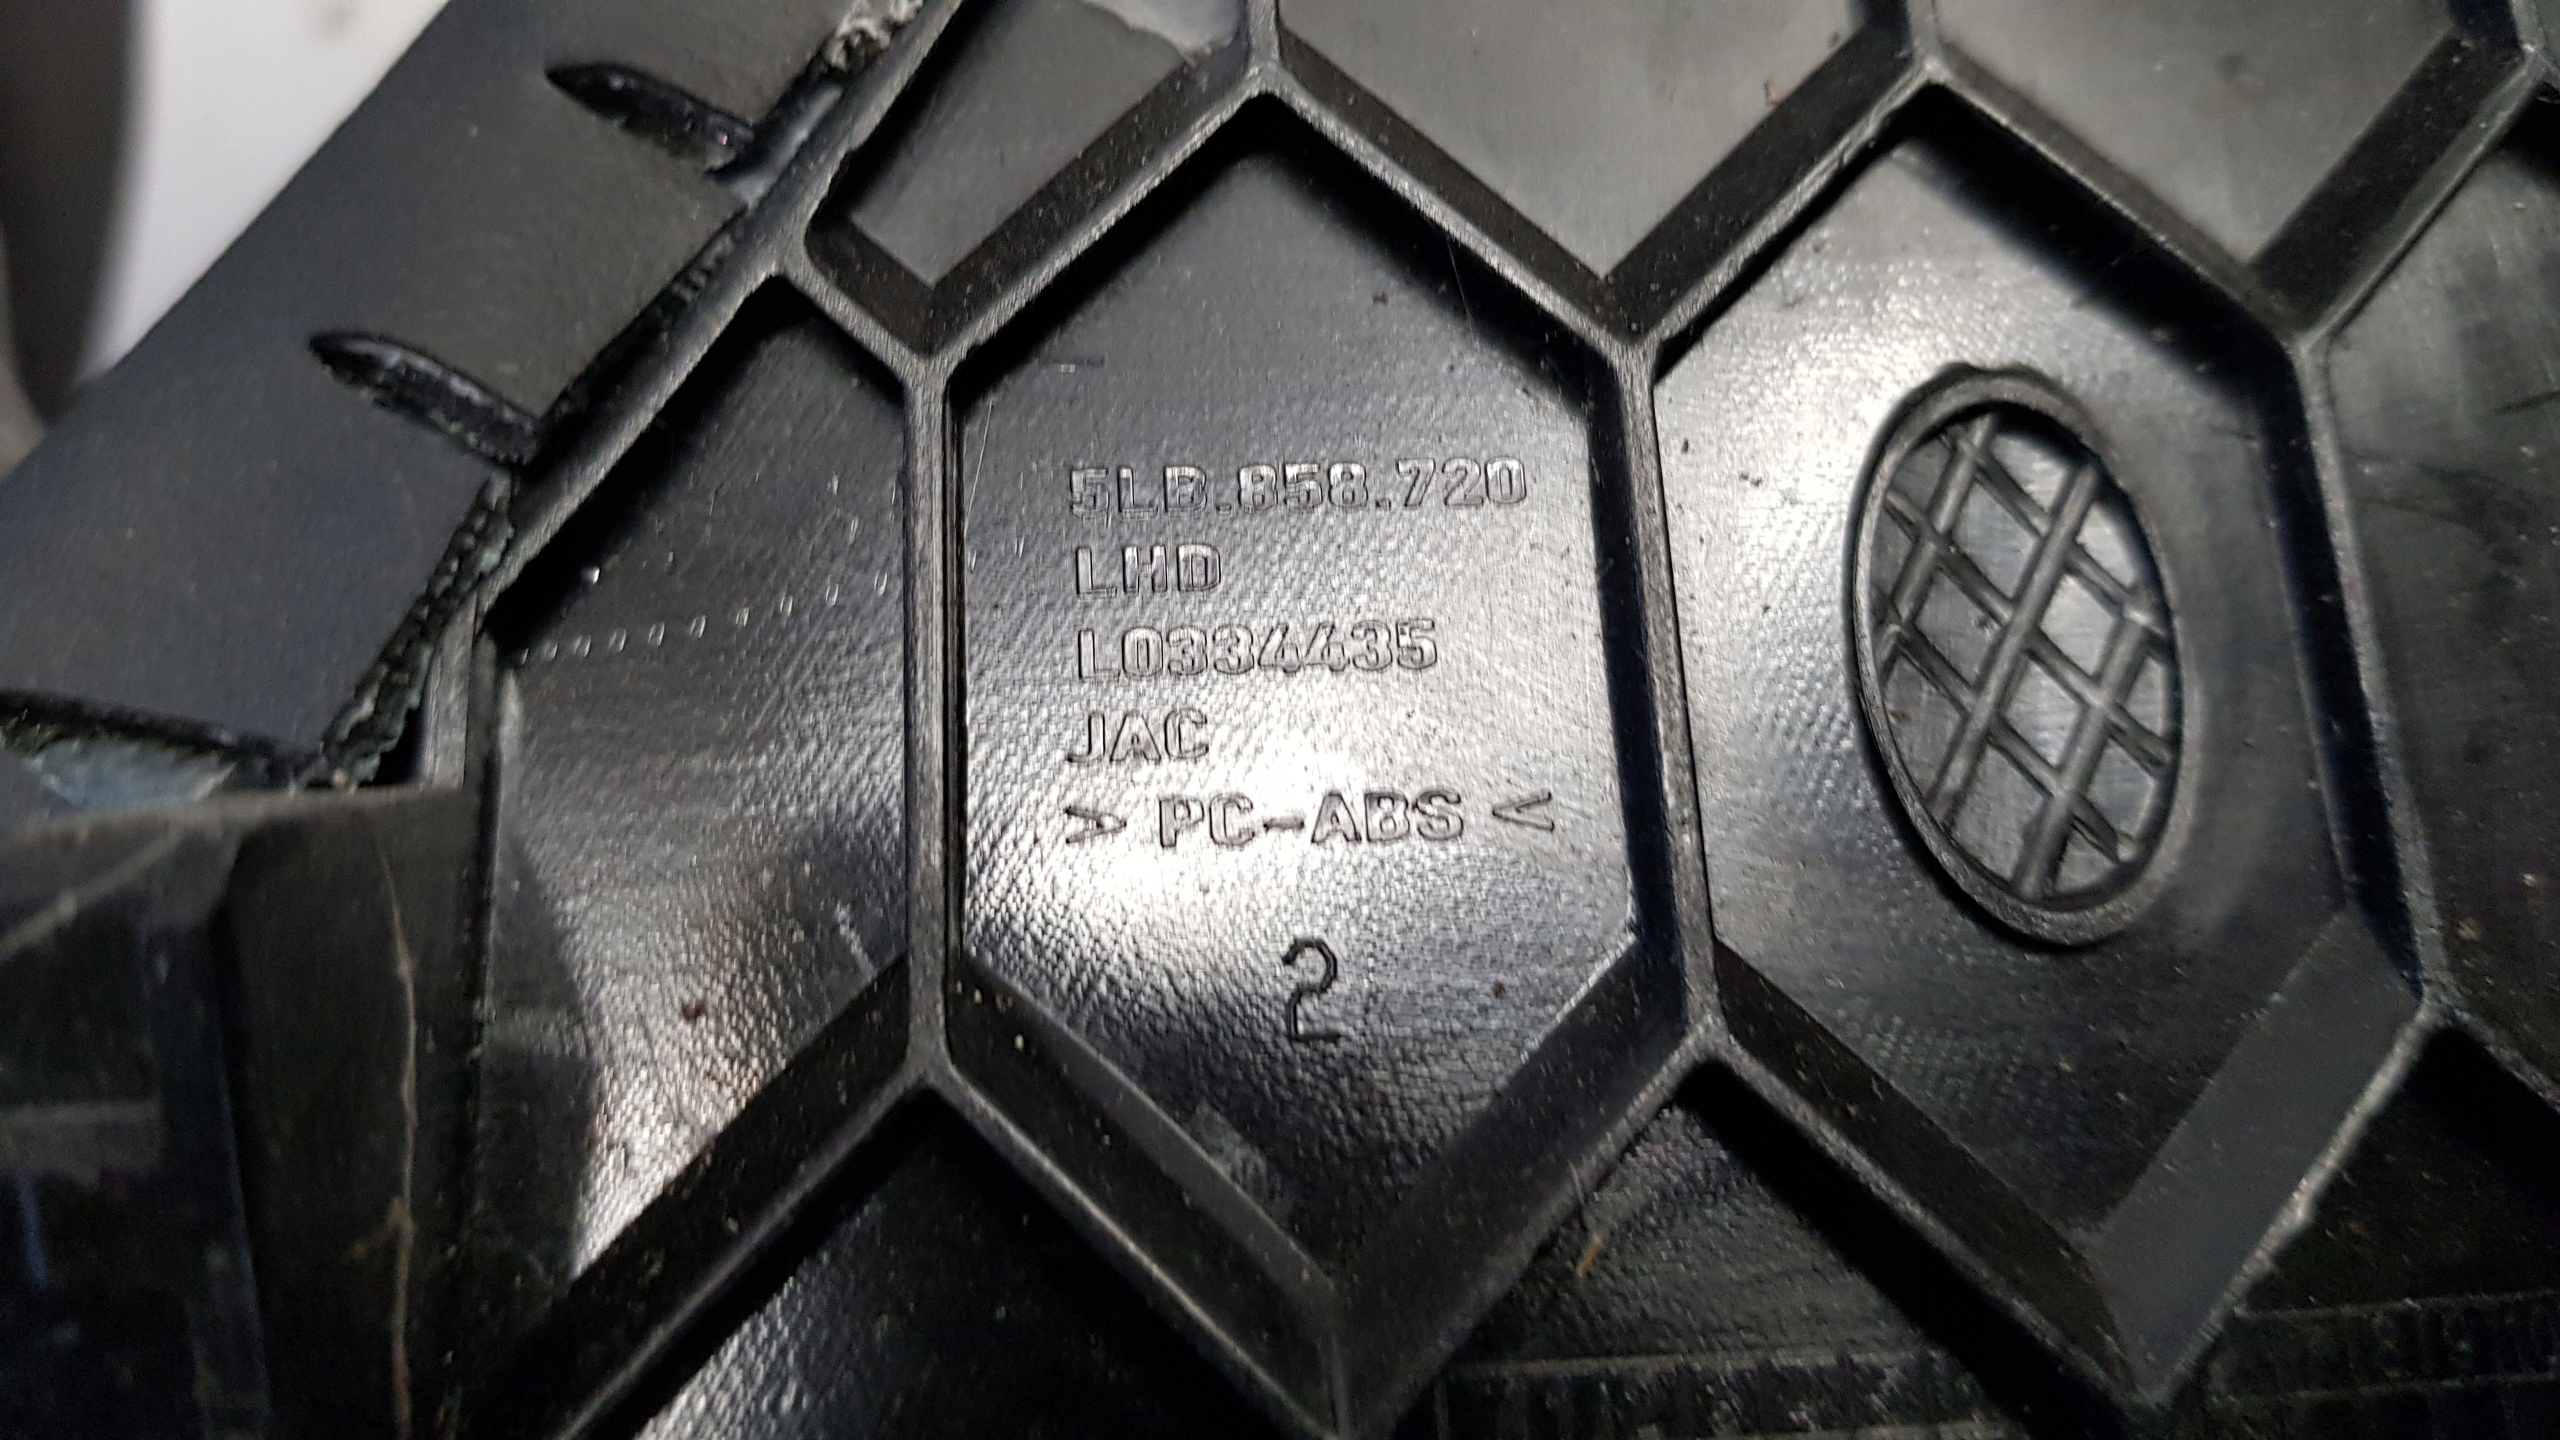 5LB.858.720
LHD
L0334435
JAC
> PC-ABS <
2